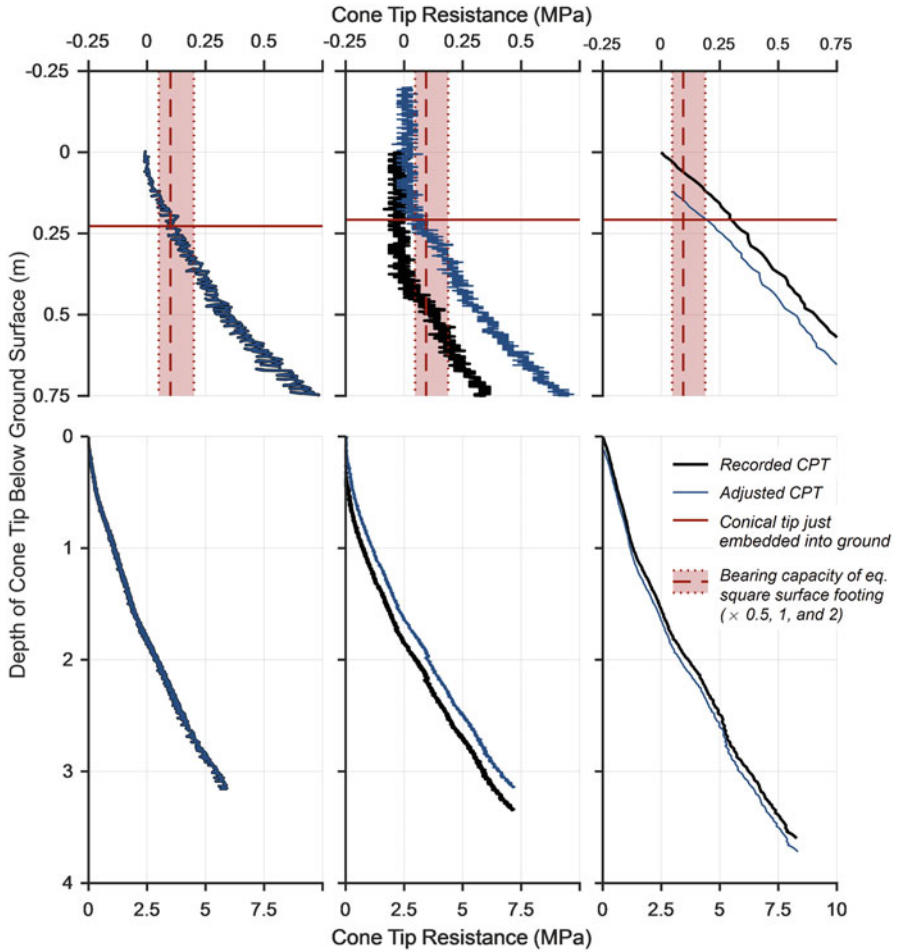 Cone Tip Resistance (MPa)
-0.25 0 0.25 0.5 -0.25 0 0.25 0.5 -0.25 0 0.25 0.5 0.75
-0.25
0
0.25
0.5
0.75
Depth of Cone Tip Below Ground Surface (m)
0
1
2
3
4
Recorded CPT
Adjusted CPT
Conical tip just
embedded into ground
Bearing capacity of eq.
square surface footing
(× 0.5, 1, and 2)
0 2.5 5 7.5 0 2.5 5 7.5 0 2.5 5 7.5 10
Cone Tip Resistance (MPa)